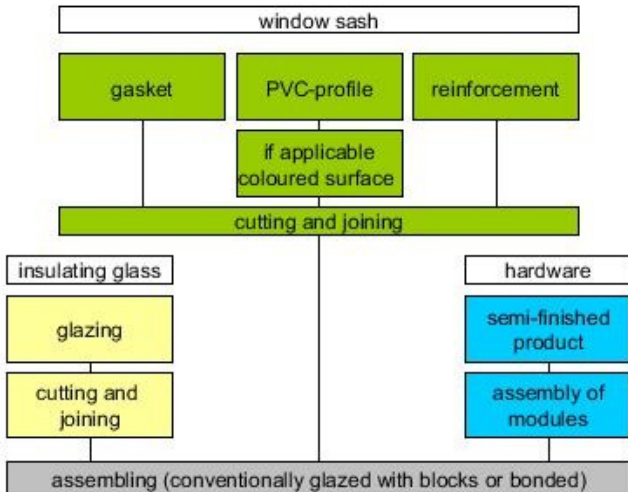 window sash
gasket
PVC-profile
reinforcement
if applicable
coloured surface
cutting and joining
insulating glass
hardware
glazing
semi-finished
product
cutting and
joining
assembly of
modules
assembling (conventionally glazed with blocks or bonded)